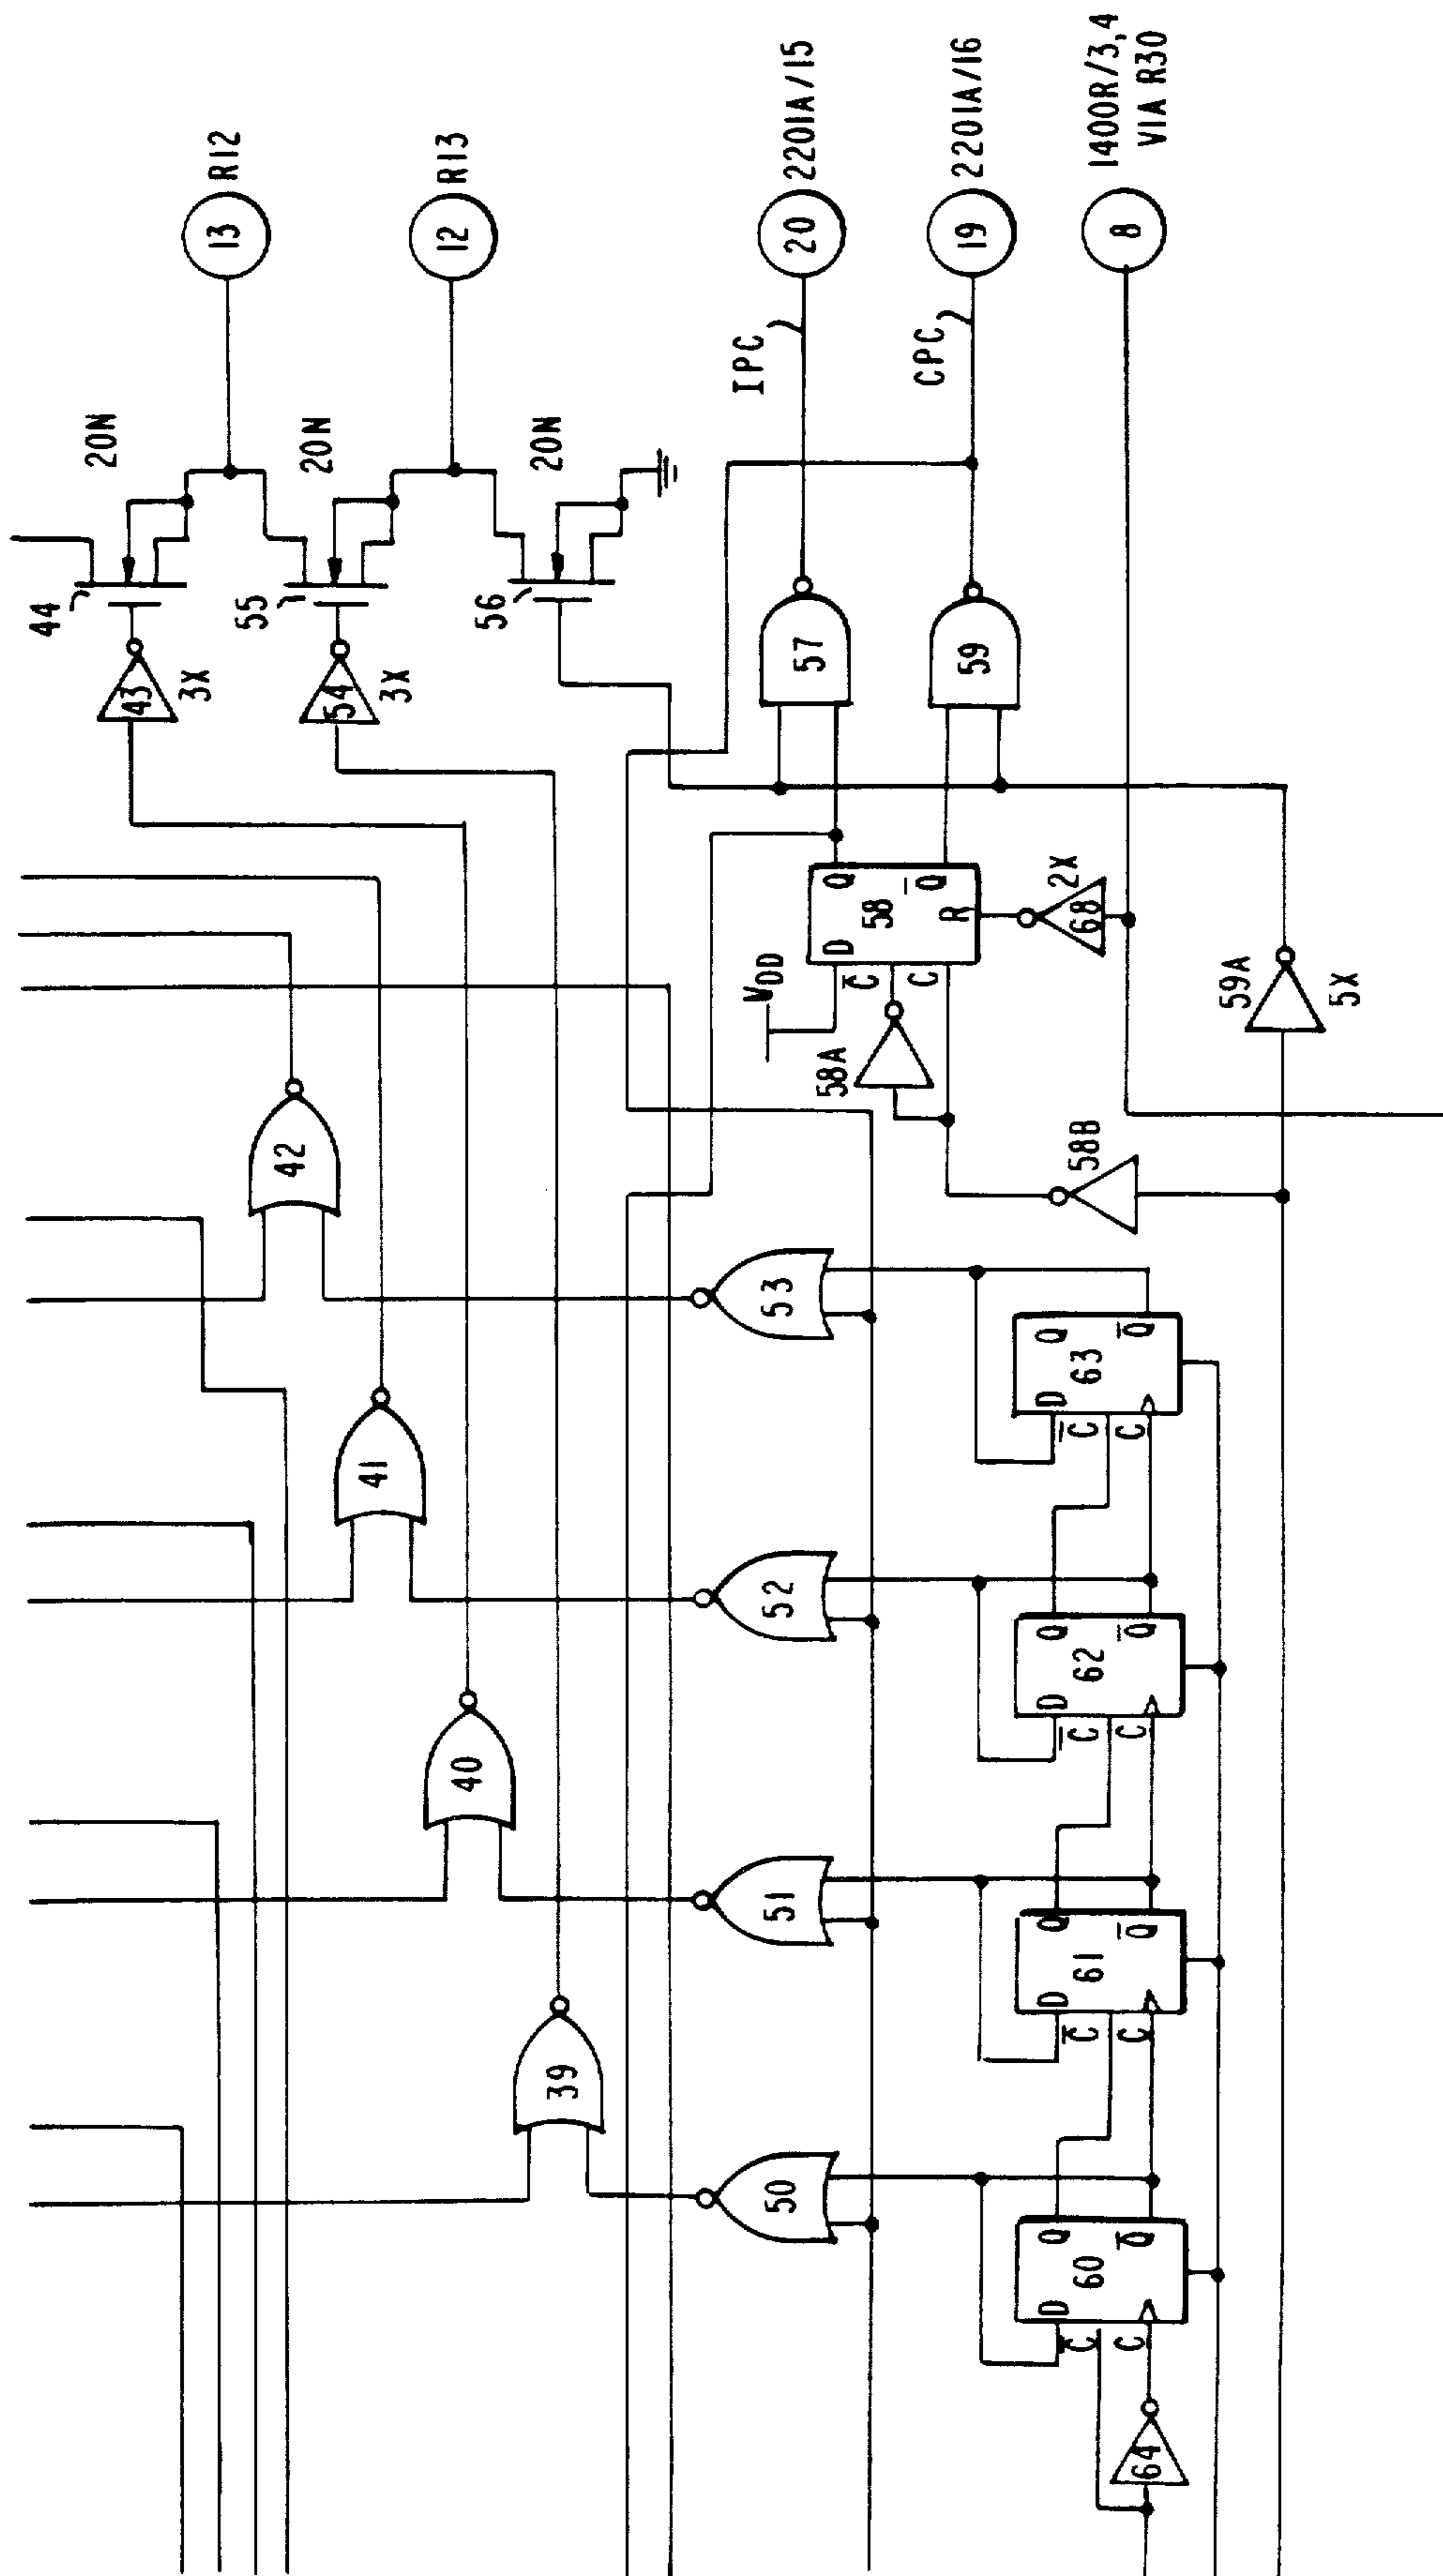 13 R12
12 R13
20 2201A/15
19 2201A/16
8 1400R/3,4
VIA R30
20N
20N
20N
IPC
CPC
44
55
56
43
3X
54
3X
57
59
D
Q
Q̅
58
C̅
C
R
VDD
58A
58B
68
2X
59A
5X
42
41
40
39
53
52
51
50
63
D
Q
Q̅
C̅
C
62
D
Q
Q̅
C̅
C
61
D
Q
Q̅
C̅
C
60
D
Q
Q̅
C̅
C
64